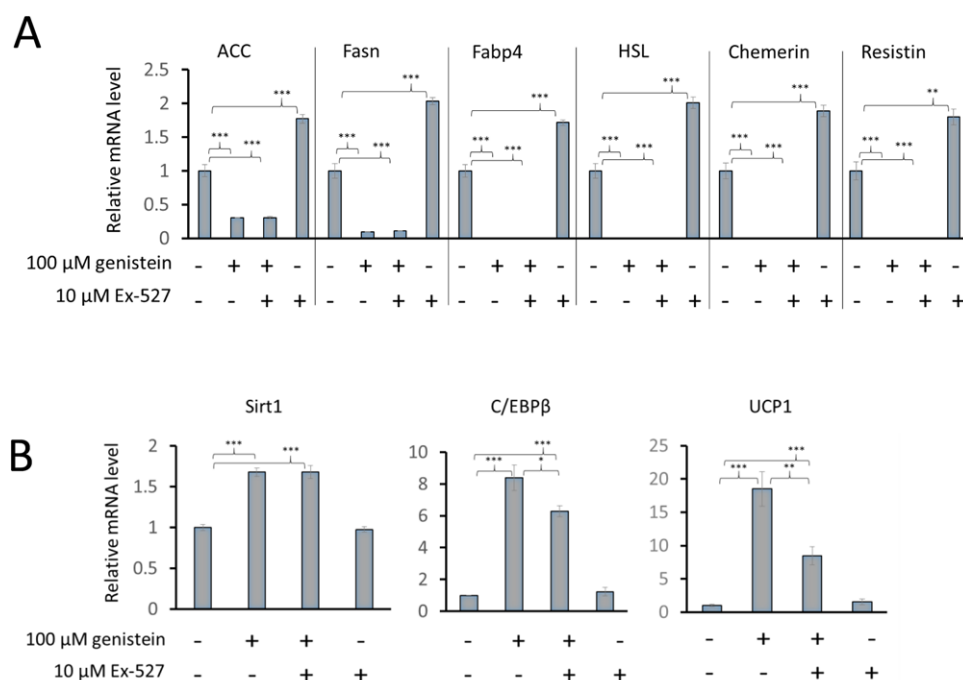 A
ACC Fasn Fabp4 HSL Chemerin Resistin
Relative mRNA level
2.5
2
1.5
1
0.5
0
*** *** ***
*** *** ***
*** *** ***
*** *** ***
*** *** ***
** *** ***
100 µM genistein - + + - - + + - - + + - - + + - - + + - - + + -
10 µM Ex-527 - - + + - - + + - - + + - - + + - - + + - - + +
B
Sirt1 C/EBPβ UCP1
Relative mRNA level
2
1.5
1
0.5
0
*** ***
10
8
6
4
2
0
*** *** *
25
20
15
10
5
0
*** *** **
100 µM genistein - + + - - + + - - + + -
10 µM Ex-527 - - + + - - + + - - + +